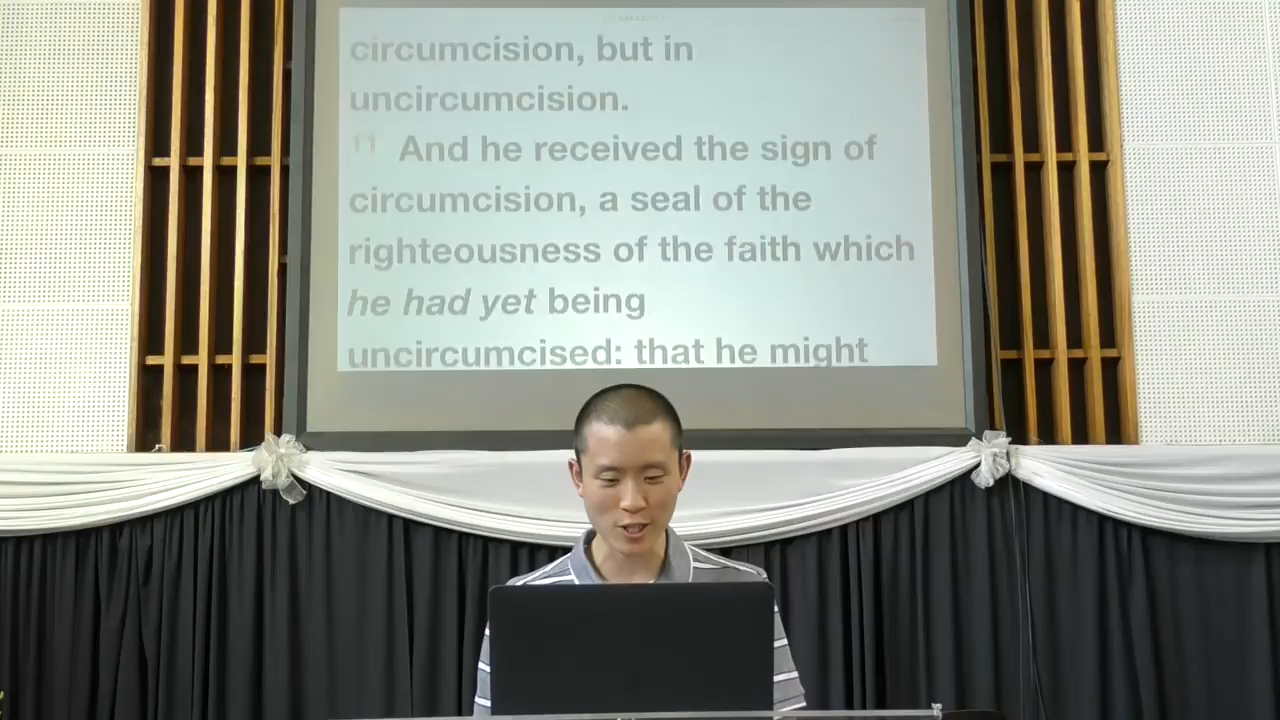 circumcision, but in
uncircumcision.
11 And he received the sign of
circumcision, a seal of the
righteousness of the faith which
he had yet being
uncircumcised: that he might